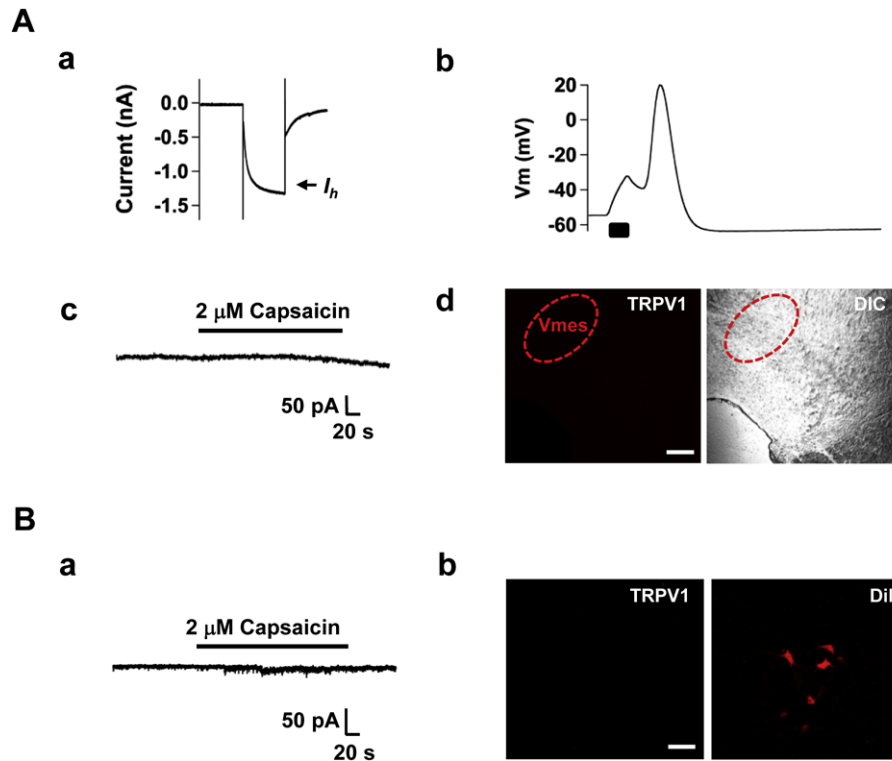 A
a
Current (nA)
0.0
-0.5
-1.0
-1.5
Ih
b
Vm (mV)
20
0
-20
-40
-60
c
2 μM Capsaicin
50 pA
20 s
d
TRPV1
Vmes
DIC
B
a
2 μM Capsaicin
50 pA
20 s
b
TRPV1
DiI